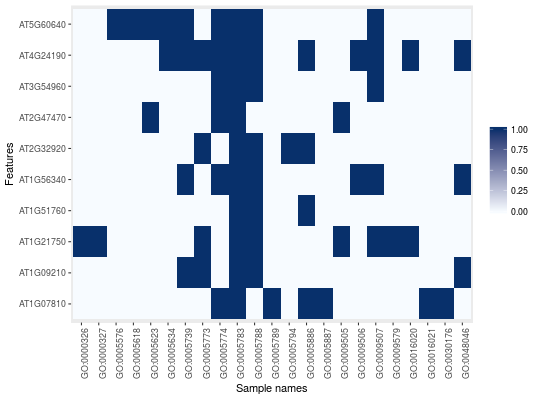 AT5G60640
AT4G24190
AT3G54960
AT2G47470
AT2G32920
AT1G56340
AT1G51760
AT1G21750
AT1G09210
AT1G07810
Features
GO:0000326
GO:0000327
GO:0005576
GO:0005618
GO:0005623
GO:0005634
GO:0005739
GO:0005773
GO:0005774
GO:0005783
GO:0005788
GO:0005789
GO:0005794
GO:0005886
GO:0005887
GO:0009505
GO:0009506
GO:0009507
GO:0009579
GO:0016020
GO:0016021
GO:0030176
GO:0048046
Sample names
1.00
0.75
0.50
0.25
0.00